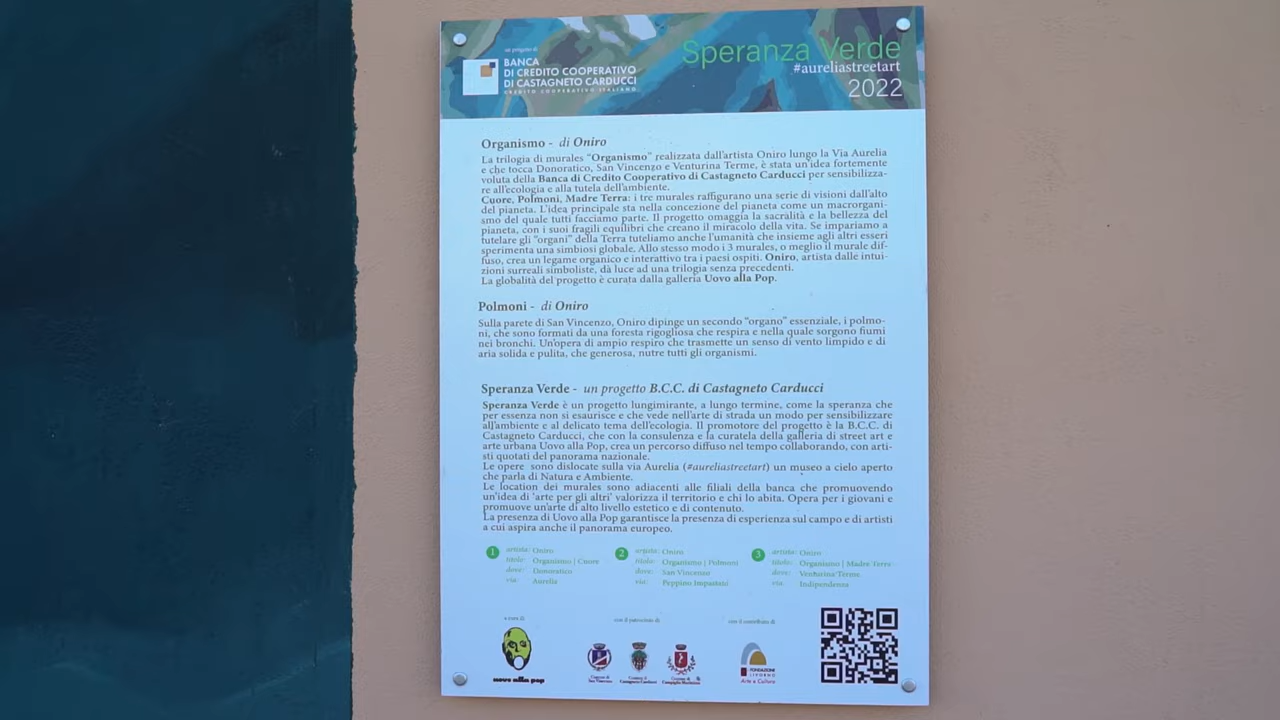 un progetto di
BANCA
DI CREDITO COOPERATIVO
DI CASTAGNETO CARDUCCI
CREDITO COOPERATIVO ITALIANO
Speranza Verde
#aureliastreetart
2022
Organismo - di Oniro
La trilogia di murales “Organismo” realizzata dall’artista Oniro lungo la Via Aurelia
e che tocca Donoratico, San Vincenzo e Venturina Terme, è stata un’idea fortemente
voluta della Banca di Credito Cooperativo di Castagneto Carducci per sensibilizza-
re all’ecologia e alla tutela dell’ambiente.
Cuore, Polmoni, Madre Terra: i tre murales raffigurano una serie di visioni dall’alto
del pianeta. L’idea principale sta nella concezione del pianeta come un macrorgani-
smo del quale tutti facciamo parte. Il progetto omaggia la sacralità e la bellezza del
pianeta, con i suoi fragili equilibri che creano il miracolo della vita. Se impariamo a
tutelare gli “organi” della Terra tuteliamo anche l’umanità che insieme agli altri esseri
sperimenta una simbiosi globale. Allo stesso modo i 3 murales, o meglio il murale dif-
fuso, crea un legame organico e interattivo tra i paesi ospiti. Oniro, artista dalle intui-
zioni surreali simboliste, dà luce ad una trilogia senza precedenti.
La globalità del progetto è curata dalla galleria Uovo alla Pop.
Polmoni - di Oniro
Sulla parete di San Vincenzo, Oniro dipinge un secondo “organo” essenziale, i polmo-
ni, che sono formati da una foresta rigogliosa che respira e nella quale sorgono fiumi
nei bronchi. Un’opera di ampio respiro che trasmette un senso di vento limpido e di
aria solida e pulita, che generosa, nutre tutti gli organismi.
Speranza Verde - un progetto B.C.C. di Castagneto Carducci
Speranza Verde è un progetto lungimirante, a lungo termine, come la speranza che
per essenza non si esaurisce e che vede nell’arte di strada un modo per sensibilizzare
all’ambiente e al delicato tema dell’ecologia. Il promotore del progetto è la B.C.C. di
Castagneto Carducci, che con la consulenza e la curatela della galleria di street art e
arte urbana Uovo alla Pop, crea un percorso diffuso nel tempo collaborando, con arti-
sti quotati del panorama nazionale.
Le opere sono dislocate sulla via Aurelia (#aureliastreetart) un museo a cielo aperto
che parla di Natura e Ambiente.
Le location dei murales sono adiacenti alle filiali della banca che promuovendo
un’idea di ‘arte per gli altri’ valorizza il territorio e chi lo abita. Opera per i giovani e
promuove un’arte di alto livello estetico e di contenuto.
La presenza di Uovo alla Pop garantisce la presenza di esperienza sul campo e di artisti
a cui aspira anche il panorama europeo.
1 artista: Oniro
titolo: Organismo | Cuore
dove: Donoratico
via: Aurelia
2 artista: Oniro
titolo: Organismo | Polmoni
dove: San Vincenzo
via: Peppino Impastato
3 artista: Oniro
titolo: Organismo | Madre Terra
dove: Venturina Terme
via: Indipendenza
a cura di
uovo alla pop
con il patrocinio di
Comune di
San Vincenzo
Comune di
Castagneto Carducci
Comune di
Campiglia Marittima
con il contributo di
FONDAZIONE
LIVORNO
Arte e Cultura